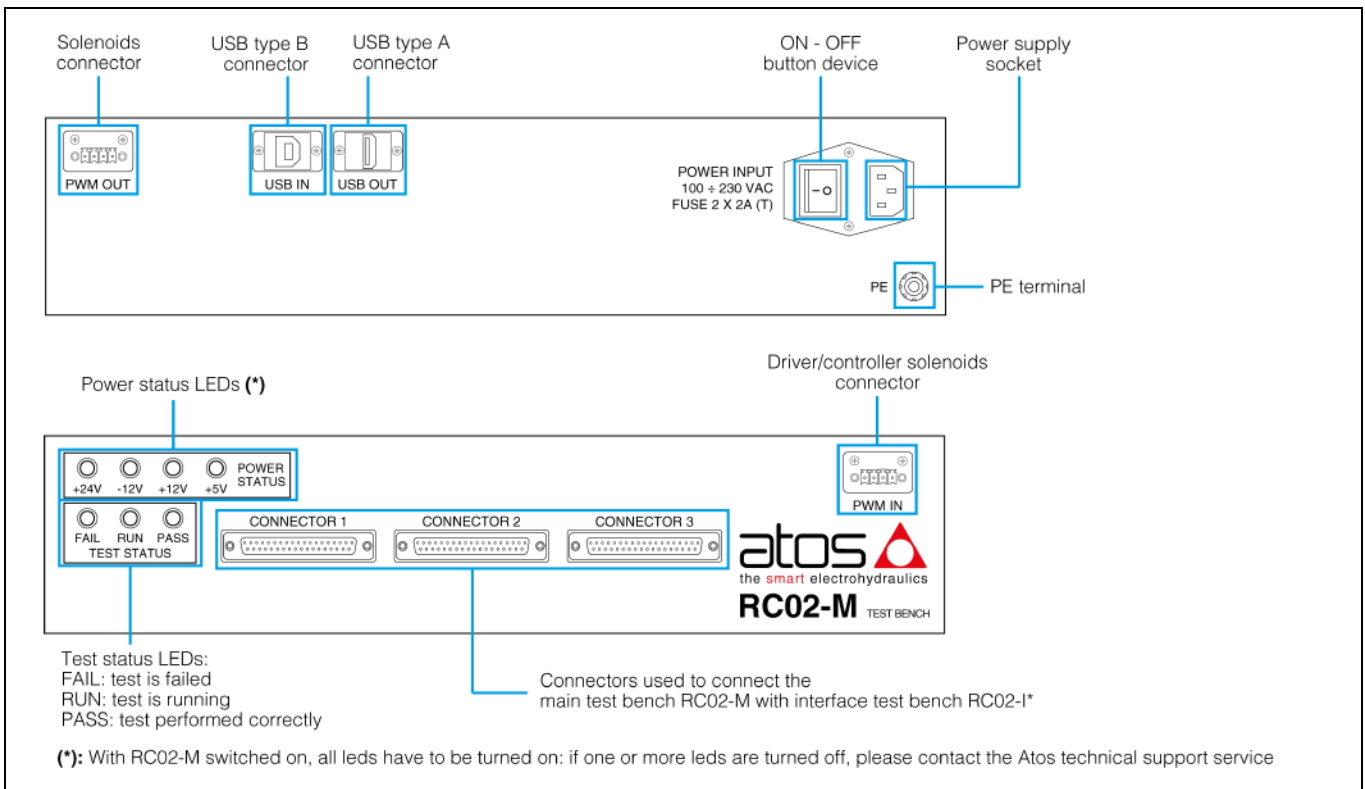 Solenoids
connector
USB type B
connector
USB type A
connector
ON - OFF
button device
Power supply
socket
PWM OUT
USB IN
USB OUT
POWER INPUT
100 ÷ 230 VAC
FUSE 2 X 2A (T)
PE
PE terminal
Power status LEDs (*)
Driver/controller solenoids
connector
+24V -12V +12V +5V
POWER
STATUS
FAIL RUN PASS
TEST STATUS
CONNECTOR 1
CONNECTOR 2
CONNECTOR 3
PWM IN
atos
the smart electrohydraulics
RC02-M TEST BENCH
Test status LEDs:
FAIL: test is failed
RUN: test is running
PASS: test performed correctly
Connectors used to connect the
main test bench RC02-M with interface test bench RC02-I*
(*): With RC02-M switched on, all leds have to be turned on: if one or more leds are turned off, please contact the Atos technical support service